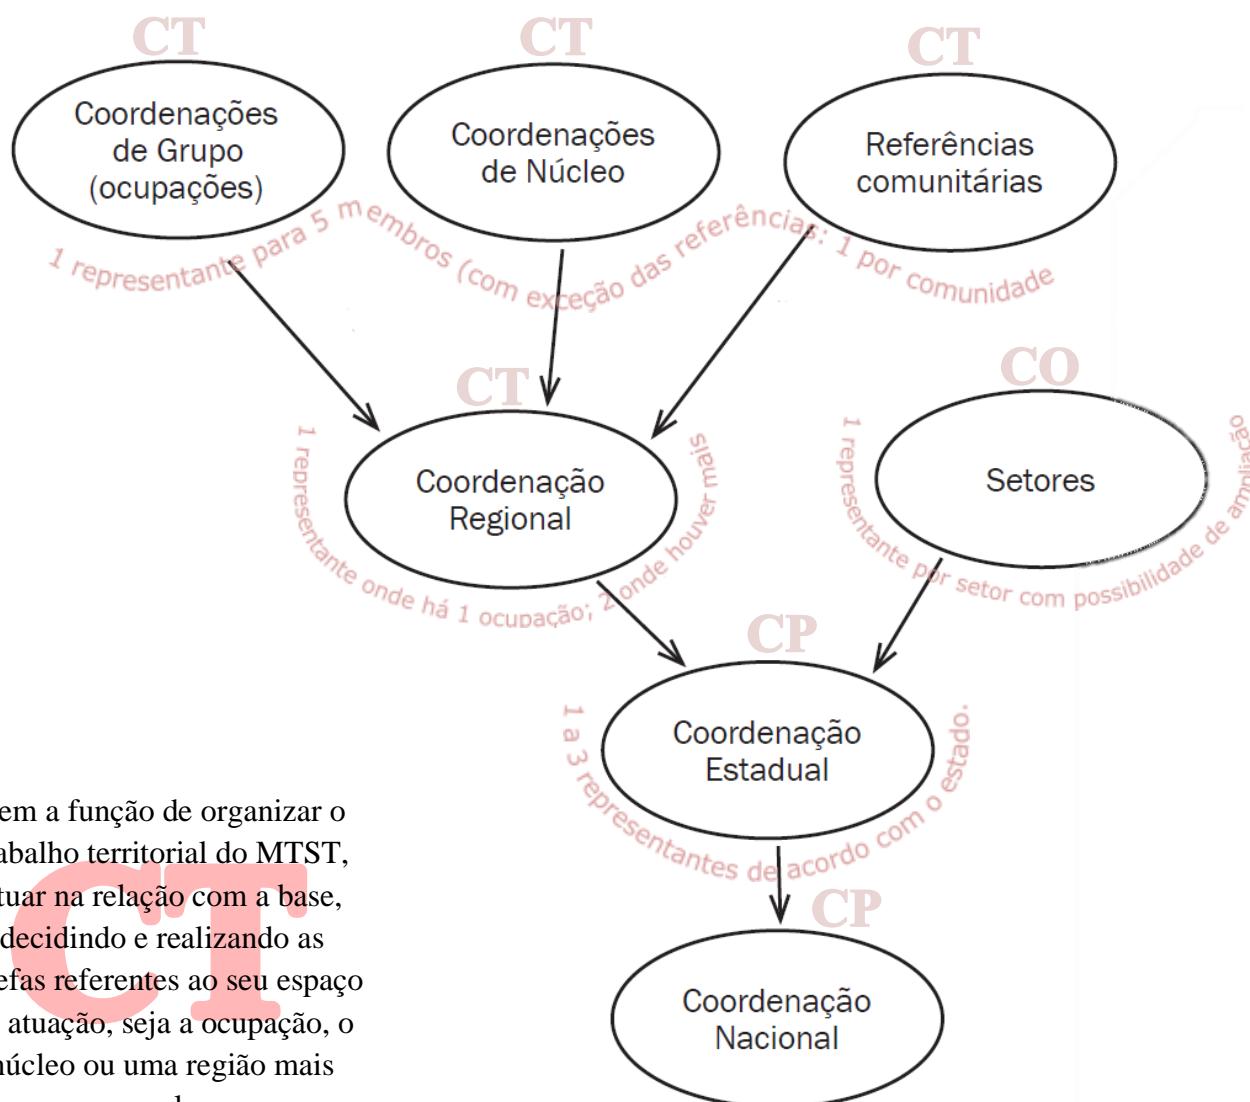 CT
CT
CT
Coordenações
de Grupo
(ocupações)
Coordenações
de Núcleo
Referências
comunitárias
1 representante para 5 membros (com exceção das referências: 1 por comunidade
CT
Coordenação
Regional
1 representante onde há 1 ocupação; 2 onde houver mais
CO
Setores
1 representante por setor com possibilidade de ampliação
CP
Coordenação
Estadual
1 a 3 representantes de acordo com o estado.
CP
Coordenação
Nacional
CT
em a função de organizar o
abalho territorial do MTST,
tuar na relação com a base,
decidindo e realizando as
efas referentes ao seu espaço
atuação, seja a ocupação, o
núcleo ou uma região mais